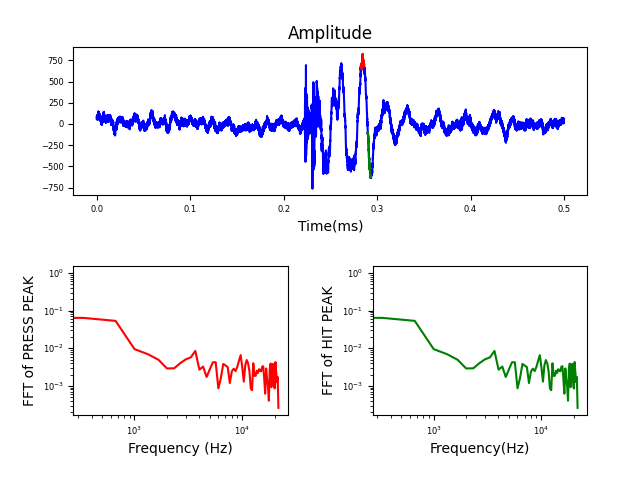 Amplitude
750
500
250
0
−250
−500
−750
0.0 0.1 0.2 0.3 0.4 0.5
Time(ms)
FFT of PRESS PEAK
10⁰
10⁻¹
10⁻²
10⁻³
10³ 10⁴
Frequency (Hz)
FFT of HIT PEAK
10⁰
10⁻¹
10⁻²
10⁻³
10³ 10⁴
Frequency(Hz)